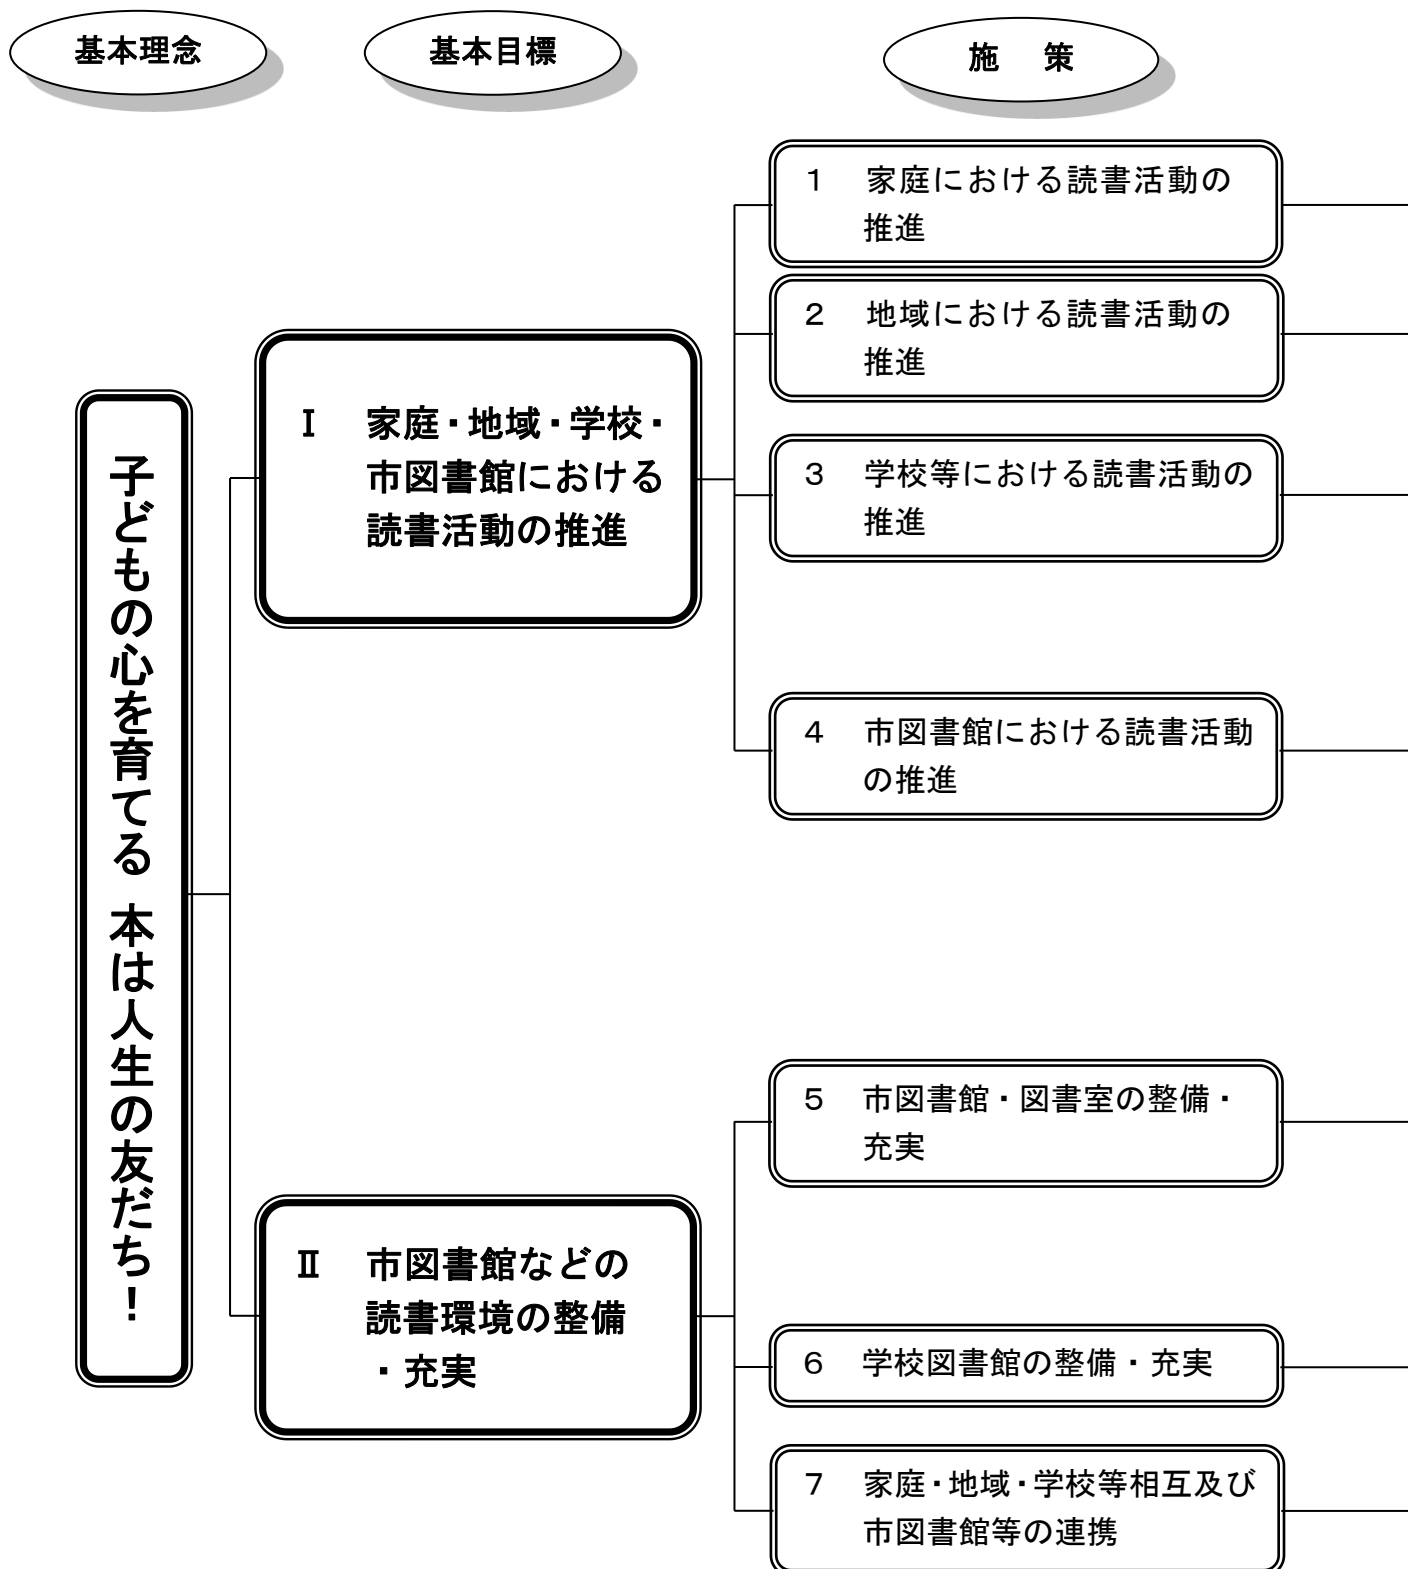 基本理念
基本目標
施 策
子どもの心を育てる 本は人生の友だち！
Ⅰ 家庭・地域・学校・
市図書館における
読書活動の推進
1 家庭における読書活動の
推進
2 地域における読書活動の
推進
3 学校等における読書活動の
推進
4 市図書館における読書活動
の推進
Ⅱ 市図書館などの
読書環境の整備
・充実
5 市図書館・図書室の整備・
充実
6 学校図書館の整備・充実
7 家庭・地域・学校等相互及び
市図書館等の連携